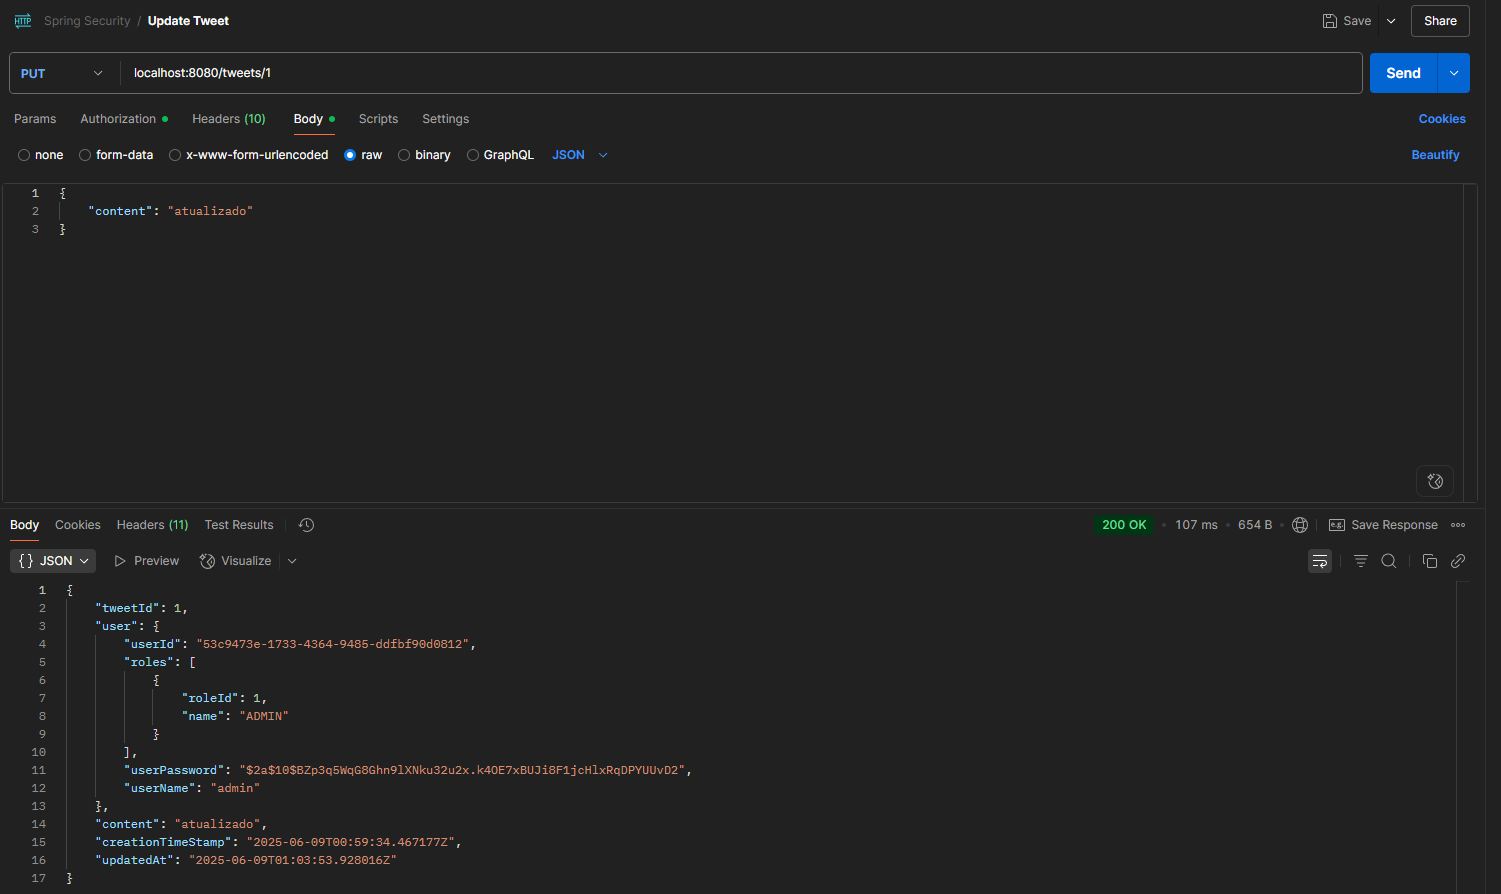 HTTP Spring Security / Update Tweet Save Share
PUT localhost:8080/tweets/1 Send
Params Authorization Headers (10) Body Scripts Settings Cookies
none form-data x-www-form-urlencoded raw binary GraphQL JSON Beautify
1 {
2 "content": "atualizado"
3 }
Body Cookies Headers (11) Test Results 200 OK • 107 ms • 654 B • e.g. Save Response
{} JSON Preview Visualize
1 {
2 "tweetId": 1,
3 "user": {
4 "userId": "53c9473e-1733-4364-9485-ddfbf90d0812",
5 "roles": [
6 {
7 "roleId": 1,
8 "name": "ADMIN"
9 }
10 ],
11 "userPassword": "$2a$10$BZp3q5WqG8Ghn9lXNku32u2x.k4OE7xBUJi8F1jcHlxRqDPYUUvD2",
12 "userName": "admin"
13 },
14 "content": "atualizado",
15 "creationTimeStamp": "2025-06-09T00:59:34.467177Z",
16 "updatedAt": "2025-06-09T01:03:53.928016Z"
17 }